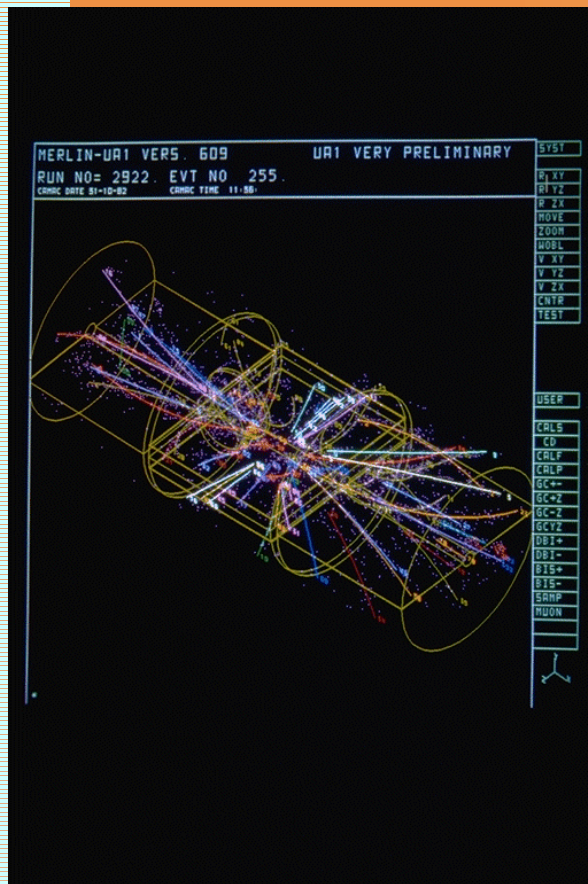 MERLIN-UA1 VERS. 609 UA1 VERY PRELIMINARY
RUN NO= 2922. EVT NO 255.
CAMAC DATE 31-10-82 CAMAC TIME 11:56:
SYST
R XY
R YZ
R ZX
MOVE
ZOOM
WOBL
V XY
V YZ
V ZX
CNTR
TEST
USER
CALS
CD
CALF
CALP
GC+-
GC+Z
GC-Z
GCYZ
DBI+
DBI-
BIS+
BIS-
SAMP
MUON